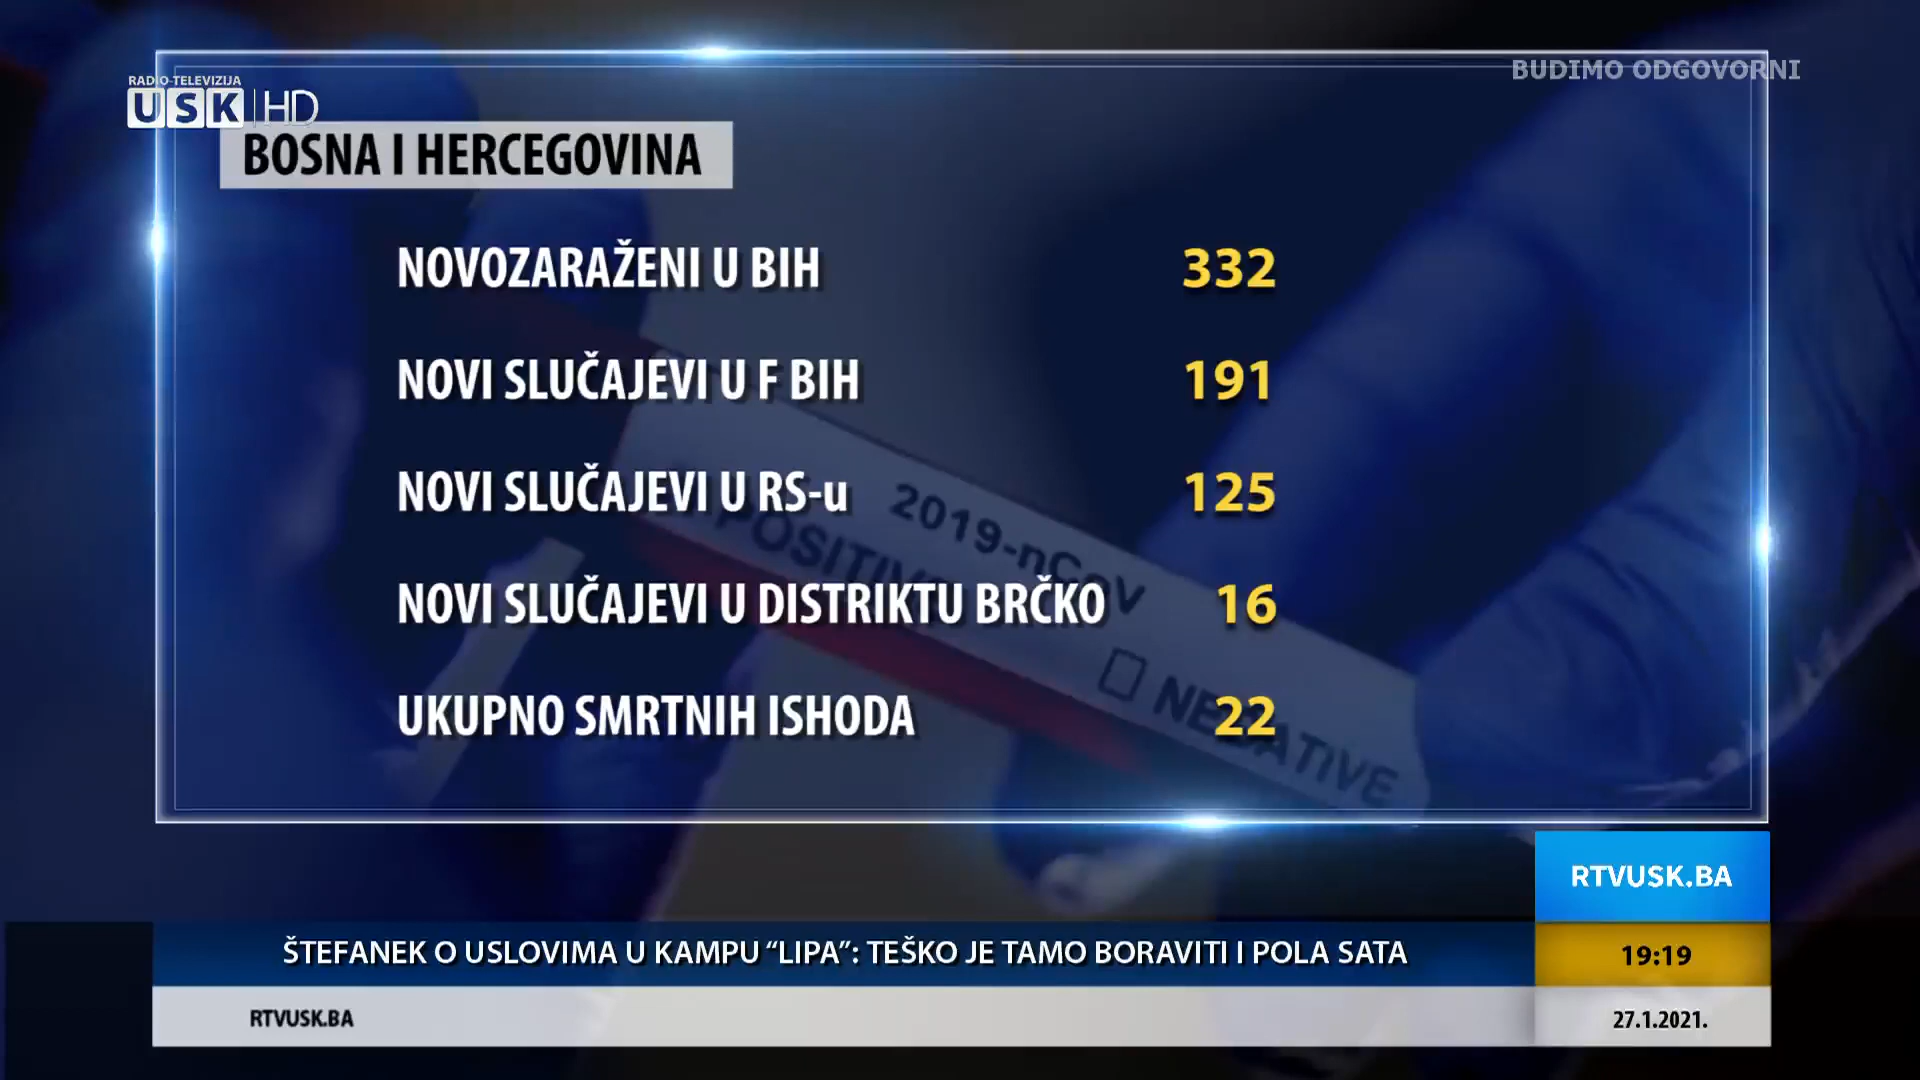 RADIO TELEVIZIJA
USK HD
BUDIMO ODGOVORNI
BOSNA I HERCEGOVINA
NOVOZARAŽENI U BIH 332
NOVI SLUČAJEVI U F BIH 191
NOVI SLUČAJEVI U RS-u 125
NOVI SLUČAJEVI U DISTRIKTU BRČKO 16
UKUPNO SMRTNIH ISHODA 22
2019-nCoV
POSITIVE
NEGATIVE
RTVUSK.BA
ŠTEFANEK O USLOVIMA U KAMPU “LIPA”: TEŠKO JE TAMO BORAVITI I POLA SATA
19:19
RTVUSK.BA
27.1.2021.